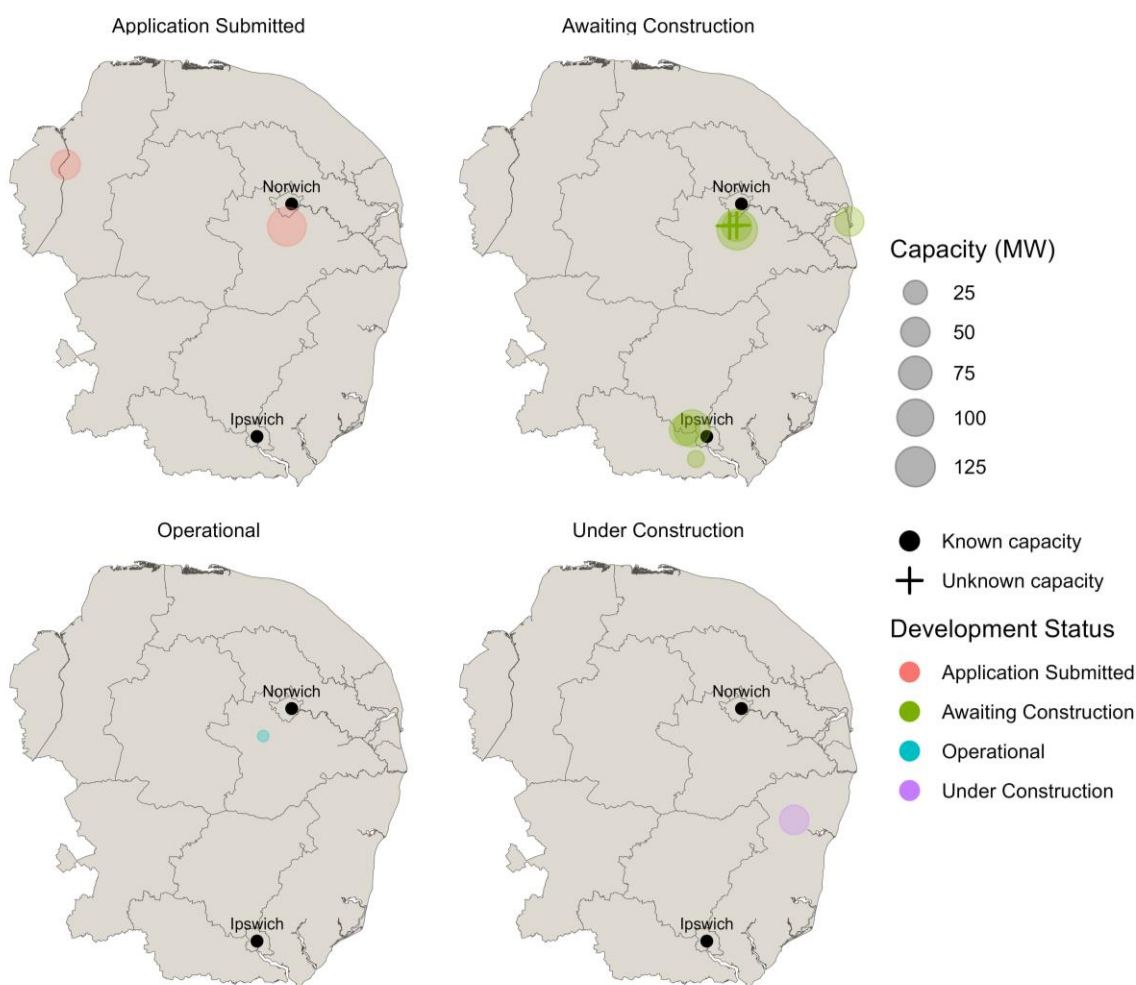 Application Submitted
Awaiting Construction
Norwich
Ipswich
Norwich
Ipswich
Operational
Under Construction
Norwich
Ipswich
Norwich
Ipswich
Capacity (MW)
25
50
75
100
125
Known capacity
Unknown capacity
Development Status
Application Submitted
Awaiting Construction
Operational
Under Construction